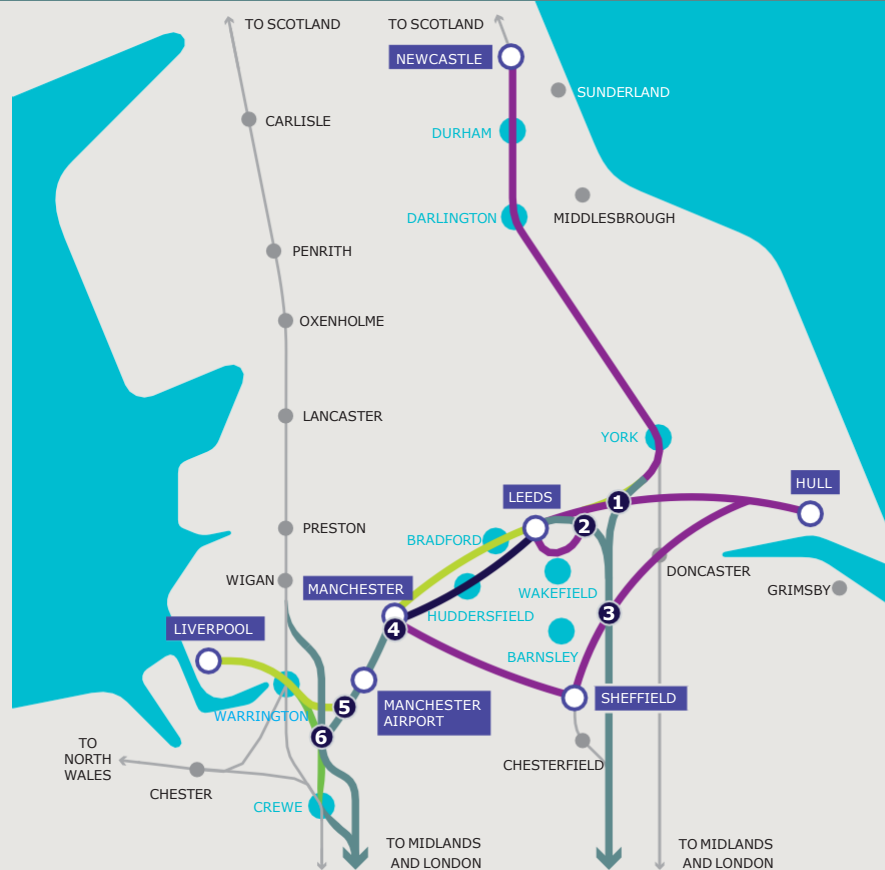 TO SCOTLAND
TO SCOTLAND
NEWCASTLE
SUNDERLAND
CARLISLE
DURHAM
DARLINGTON
MIDDLESBROUGH
PENRITH
OXENHOLME
LANCASTER
YORK
HULL
LEEDS
1
2
PRESTON
BRADFORD
DONCASTER
WIGAN
MANCHESTER
WAKEFIELD
GRIMSBY
HUDDERSFIELD
3
LIVERPOOL
4
BARNSLEY
SHEFFIELD
WARRINGTON
5
MANCHESTER
AIRPORT
6
TO
NORTH
WALES
CHESTERFIELD
CHESTER
CREWE
TO MIDLANDS
AND LONDON
TO MIDLANDS
AND LONDON